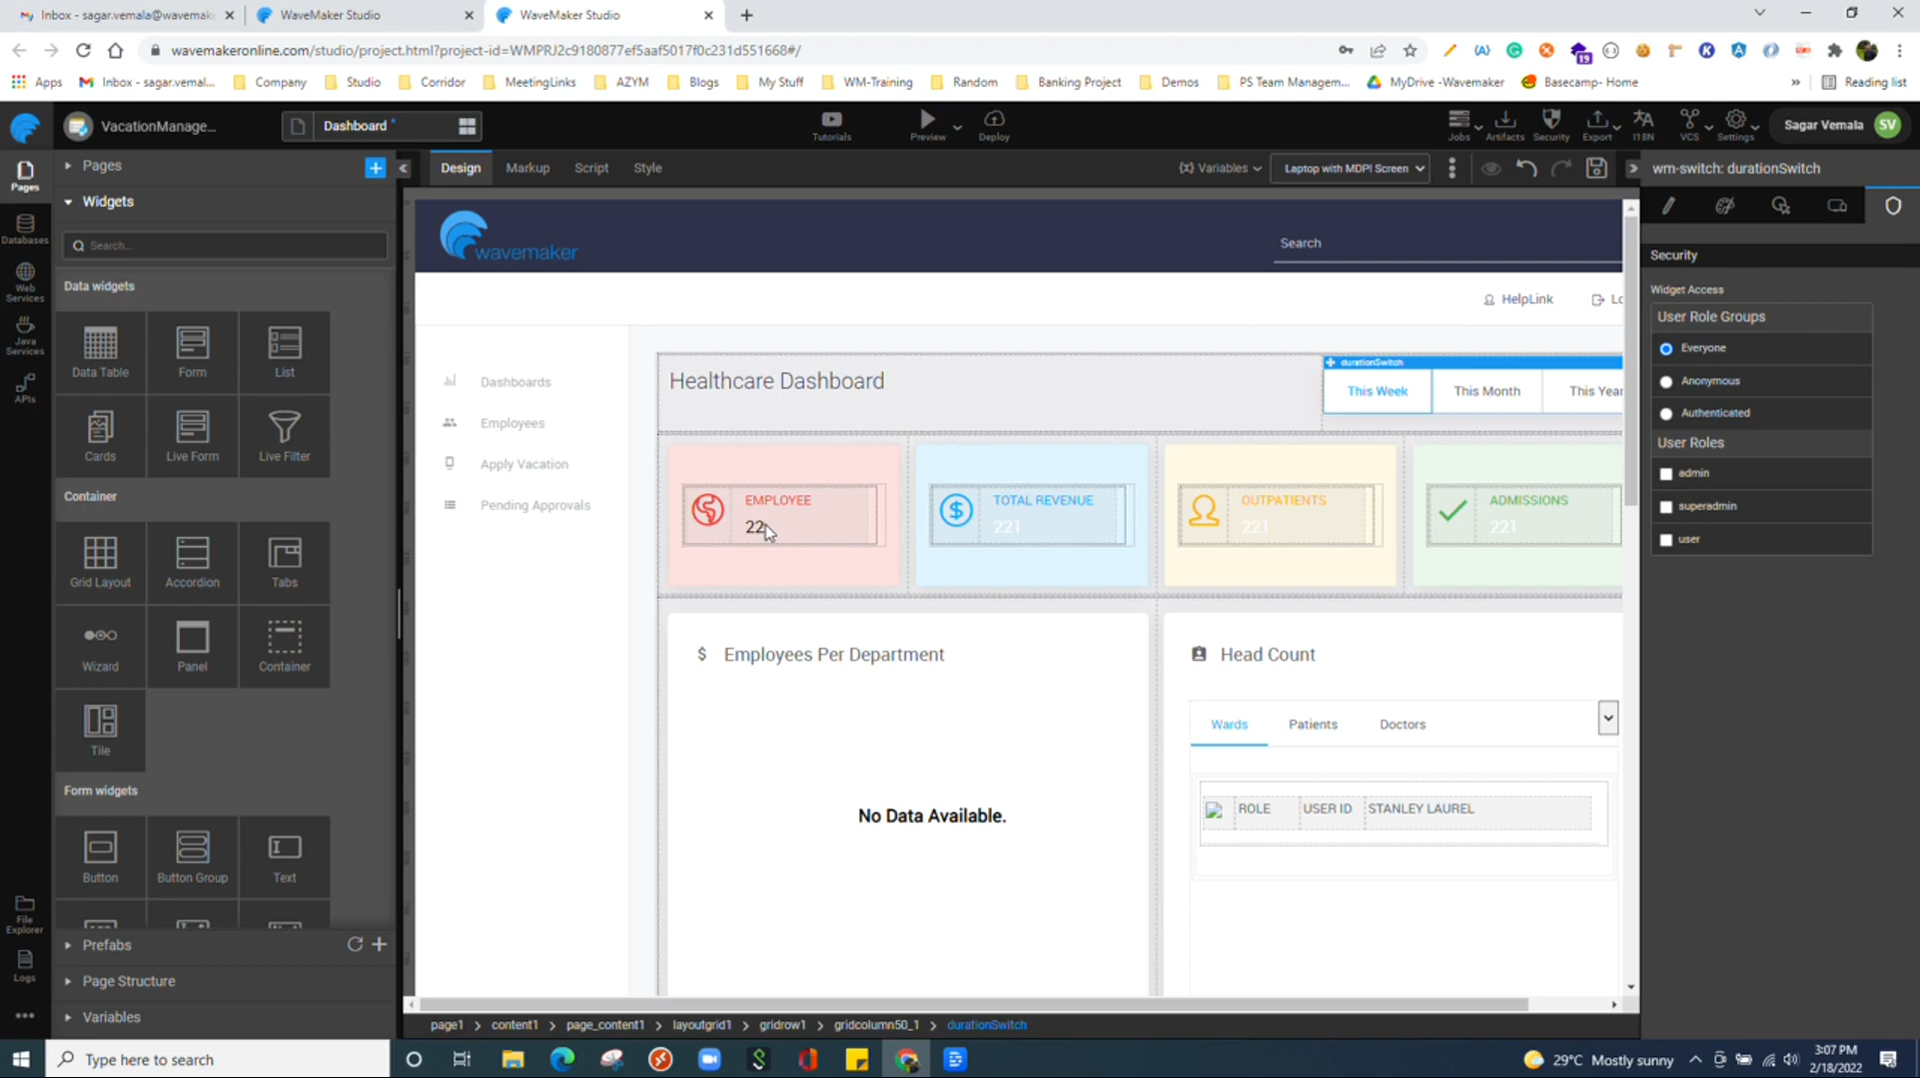 Inbox - sagar.vemala@wavemak
WaveMaker Studio
WaveMaker Studio
wavemakeronline.com/studio/project.html?project-id=WMPRJ2c9180877ef5aaf5017f0c231d551668#/
19
Apps
Inbox - sagar.vemal...
Company
Studio
Corridor
MeetingLinks
AZYM
Blogs
My Stuff
WM-Training
Random
Banking Project
Demos
PS Team Managem...
MyDrive -Wavemaker
Basecamp- Home
»
Reading list
VacationManage...
Dashboard *
Tutorials
Preview
Deploy
Jobs
Artifacts
Security
Export
I18N
VCS
Settings
Sagar Vemala
SV
Pages
Pages
Design
Markup
Script
Style
Variables
Laptop with MDPI Screen
wm-switch: durationSwitch
Widgets
Search...
Databases
Web Services
Java Services
APIs
File Explorer
Logs
Data widgets
Data Table
Form
List
Cards
Live Form
Live Filter
Container
Grid Layout
Accordion
Tabs
Wizard
Panel
Container
Tile
Form widgets
Button
Button Group
Text
Prefabs
Page Structure
Variables
wavemaker
Search
HelpLink
Lo
Dashboards
Employees
Apply Vacation
Pending Approvals
Healthcare Dashboard
durationSwitch
This Week
This Month
This Year
EMPLOYEE
22
TOTAL REVENUE
221
OUTPATIENTS
221
ADMISSIONS
221
$ Employees Per Department
No Data Available.
Head Count
Wards
Patients
Doctors
ROLE
USER ID
STANLEY LAUREL
page1 > content1 > page_content1 > layoutgrid1 > gridrow1 > gridcolumn50_1 > durationSwitch
Security
Widget Access
User Role Groups
Everyone
Anonymous
Authenticated
User Roles
admin
superadmin
user
Type here to search
29°C Mostly sunny
3:07 PM
2/18/2022